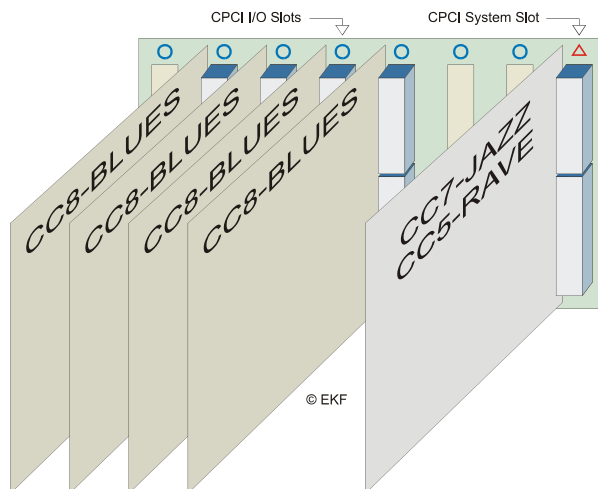 CPCI I/O Slots
CPCI System Slot
CC8-BLUES
CC8-BLUES
CC8-BLUES
CC8-BLUES
CC7-JAZZ
CC5-RAVE
© EKF